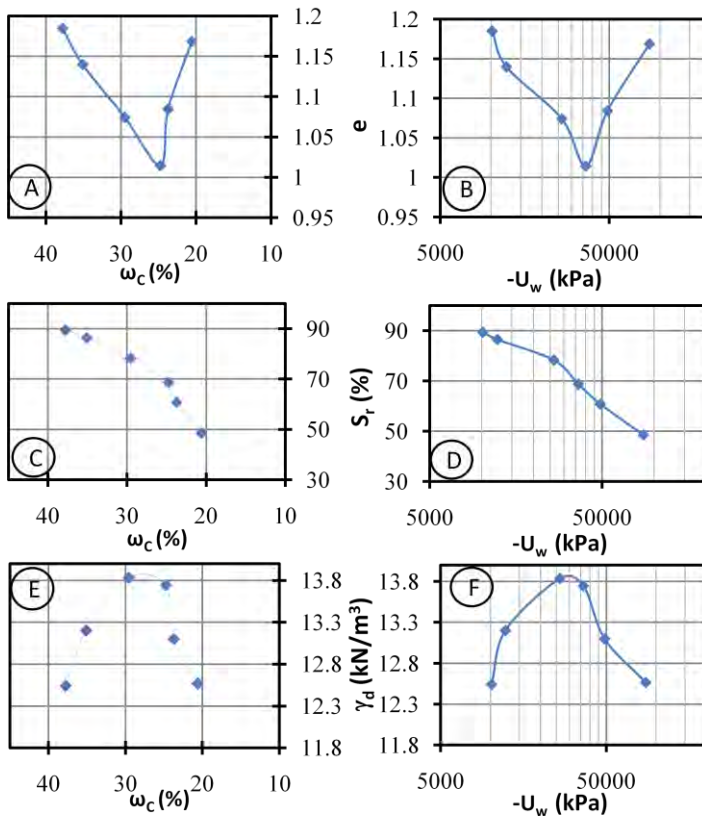 1.2
1.15
1.1
1.05
1
0.95
A
40 30 20 10
ω_C (%)
e
1.2
1.15
1.1
1.05
1
0.95
B
5000 50000
-U_w (kPa)
90
70
50
30
C
40 30 20 10
ω_C (%)
S_r (%)
90
70
50
30
D
5000 50000
-U_w (kPa)
13.8
13.3
12.8
12.3
11.8
E
40 30 20 10
ω_C (%)
γ_d (kN/m³)
13.8
13.3
12.8
12.3
11.8
F
5000 50000
-U_w (kPa)